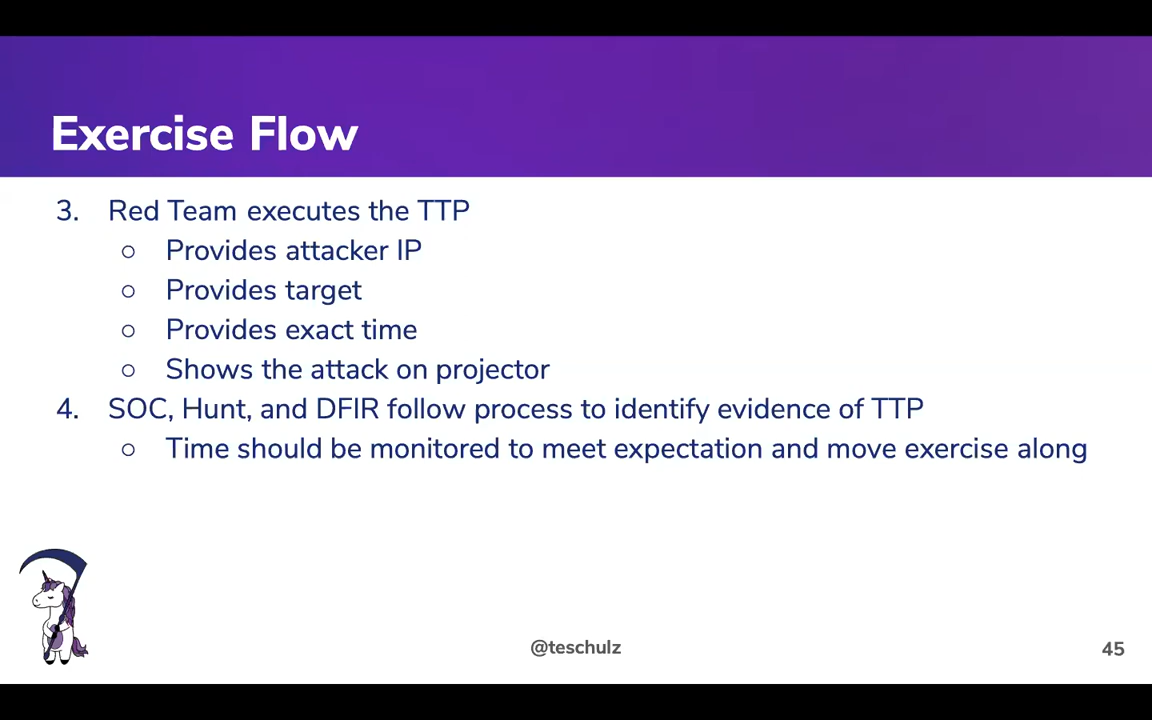 Exercise Flow
3. Red Team executes the TTP
○ Provides attacker IP
○ Provides target
○ Provides exact time
○ Shows the attack on projector
4. SOC, Hunt, and DFIR follow process to identify evidence of TTP
○ Time should be monitored to meet expectation and move exercise along
@teschulz
45